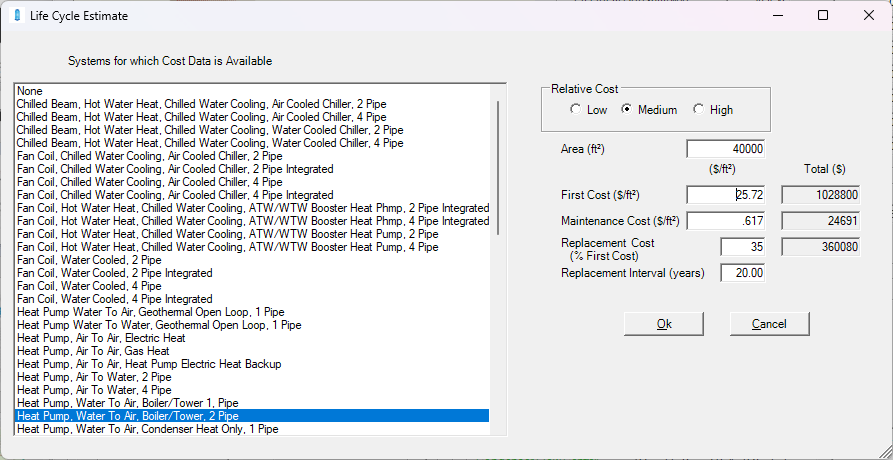 Life Cycle Estimate
Systems for which Cost Data is Available
None
Chilled Beam, Hot Water Heat, Chilled Water Cooling, Air Cooled Chiller, 2 Pipe
Chilled Beam, Hot Water Heat, Chilled Water Cooling, Air Cooled Chiller, 4 Pipe
Chilled Beam, Hot Water Heat, Chilled Water Cooling, Water Cooled Chiller, 2 Pipe
Chilled Beam, Hot Water Heat, Chilled Water Cooling, Water Cooled Chiller, 4 Pipe
Fan Coil, Chilled Water Cooling, Air Cooled Chiller, 2 Pipe
Fan Coil, Chilled Water Cooling, Air Cooled Chiller, 2 Pipe Integrated
Fan Coil, Chilled Water Cooling, Air Cooled Chiller, 4 Pipe
Fan Coil, Chilled Water Cooling, Air Cooled Chiller, 4 Pipe Integrated
Fan Coil, Hot Water Heat, Chilled Water Cooling, ATW/WTW Booster Heat Phmp, 2 Pipe Integrated
Fan Coil, Hot Water Heat, Chilled Water Cooling, ATW/WTW Booster Heat Phmp, 4 Pipe Integrated
Fan Coil, Hot Water Heat, Chilled Water Cooling, ATW/WTW Booster Heat Pump, 2 Pipe
Fan Coil, Hot Water Heat, Chilled Water Cooling, ATW/WTW Booster Heat Pump, 4 Pipe
Fan Coil, Water Cooled, 2 Pipe
Fan Coil, Water Cooled, 2 Pipe Integrated
Fan Coil, Water Cooled, 4 Pipe
Fan Coil, Water Cooled, 4 Pipe Integrated
Heat Pump Water To Air, Geothermal Open Loop, 1 Pipe
Heat Pump Water To Water, Geothermal Open Loop, 1 Pipe
Heat Pump, Air To Air, Electric Heat
Heat Pump, Air To Air, Gas Heat
Heat Pump, Air To Air, Heat Pump Electric Heat Backup
Heat Pump, Air To Water, 2 Pipe
Heat Pump, Air To Water, 4 Pipe
Heat Pump, Water To Air, Boiler/Tower 1, Pipe
Heat Pump, Water To Air, Boiler/Tower, 2 Pipe
Heat Pump, Water To Air, Condenser Heat Only, 1 Pipe
Relative Cost
Low Medium High
Area (ft²) 40000
($/ft²) Total ($)
First Cost ($/ft²) 25.72 1028800
Maintenance Cost ($/ft²) .617 24691
Replacement Cost 35 360080
(% First Cost)
Replacement Interval (years) 20.00
Ok Cancel